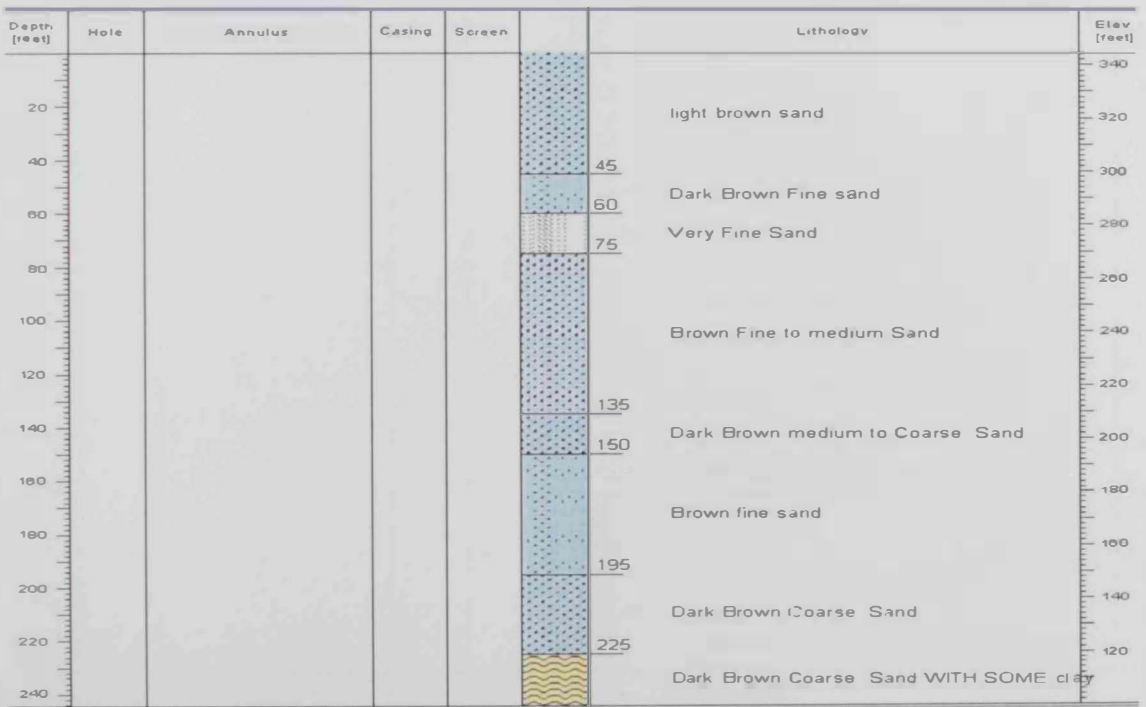 Depth Hole Annulus Casing Screen Lithology Elev
[feet] [feet]
340
20 light brown sand 320
40 45 300
Dark Brown Fine sand
60 60 280
Very Fine Sand
75
80 260
100 Brown Fine to medium Sand 240
120 220
135
140 Dark Brown medium to Coarse Sand 200
150
160 180
Brown fine sand
180 160
195
200 140
Dark Brown Coarse Sand
220 225 120
Dark Brown Coarse Sand WITH SOME clay
240